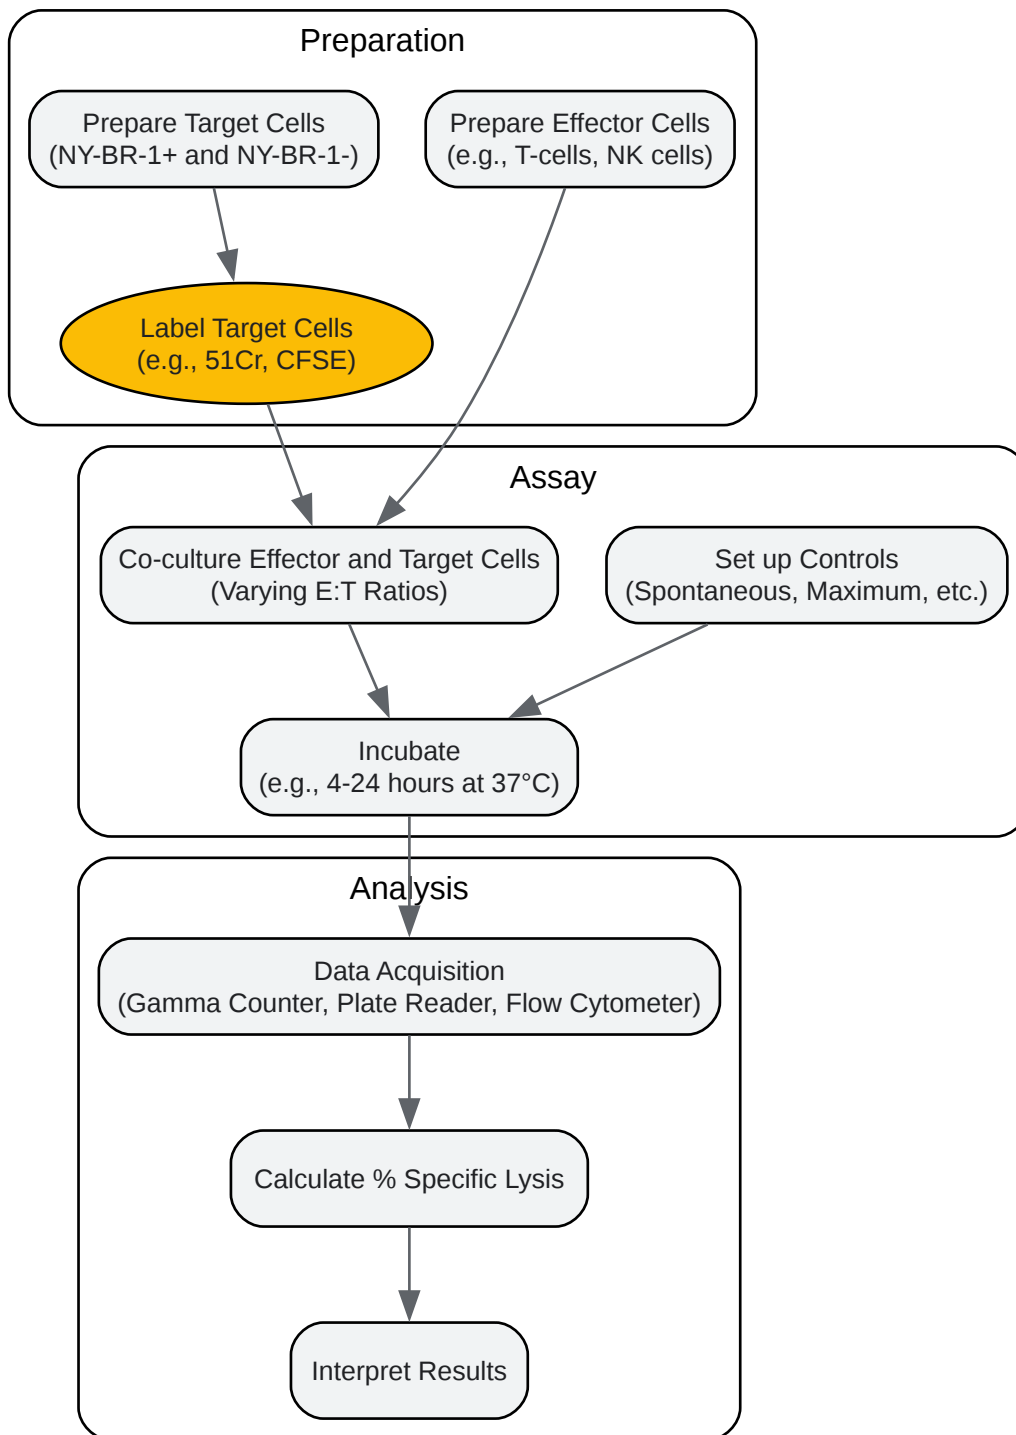 Preparation
Prepare Target Cells
(NY-BR-1+ and NY-BR-1-)
Prepare Effector Cells
(e.g., T-cells, NK cells)
Label Target Cells
(e.g., 51Cr, CFSE)
Assay
Co-culture Effector and Target Cells
(Varying E:T Ratios)
Set up Controls
(Spontaneous, Maximum, etc.)
Incubate
(e.g., 4-24 hours at 37°C)
Analysis
Data Acquisition
(Gamma Counter, Plate Reader, Flow Cytometer)
Calculate % Specific Lysis
Interpret Results